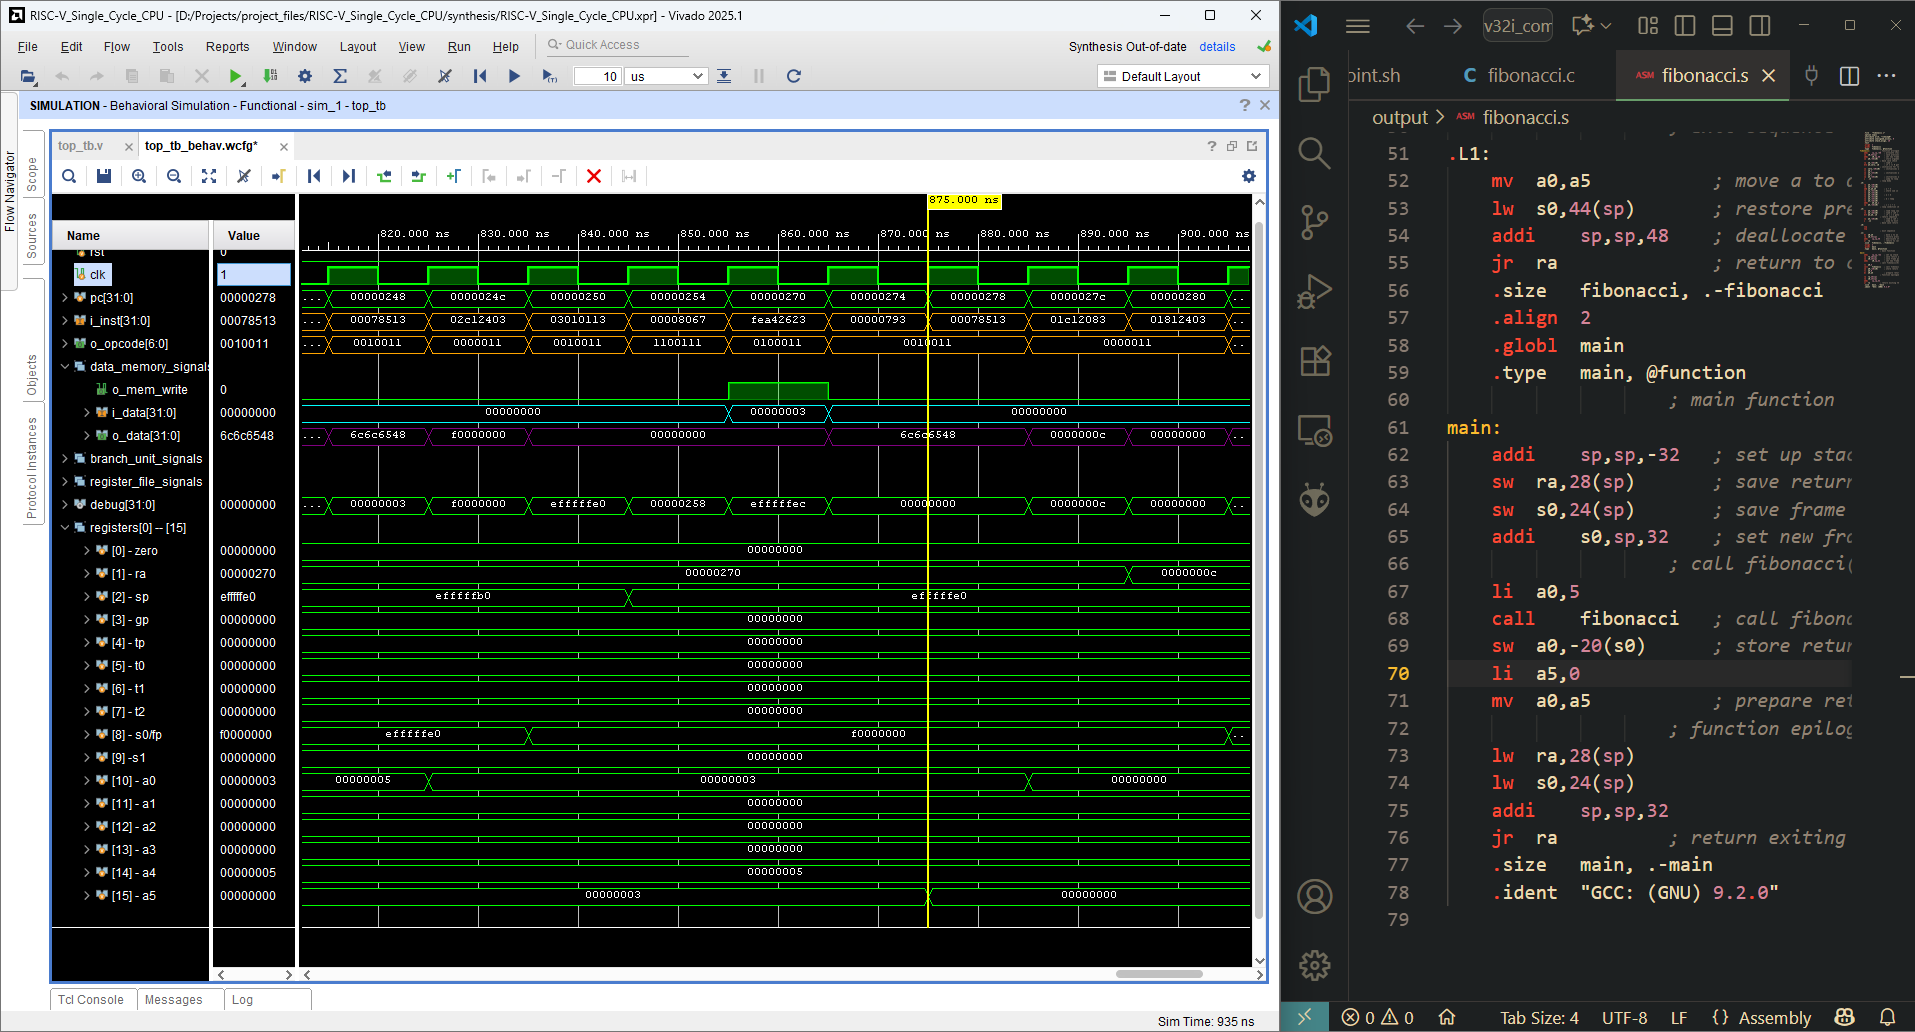 RISC-V_Single_Cycle_CPU - [D:/Projects/project_files/RISC-V_Single_Cycle_CPU/synthesis/RISC-V_Single_Cycle_CPU.xpr] - Vivado 2025.1
File Edit Flow Tools Reports Window Layout View Run Help Quick Access
Synthesis Out-of-date details
10 us Default Layout
SIMULATION - Behavioral Simulation - Functional - sim_1 - top_tb
Flow Navigator
Scope
Sources
Objects
Protocol Instances
top_tb.v top_tb_behav.wcfg*
875.000 ns
Name Value
820.000 ns 830.000 ns 840.000 ns 850.000 ns 860.000 ns 870.000 ns 880.000 ns 890.000 ns 900.000 ns
rst 0
clk 1
pc[31:0] 00000278 ... 00000248 0000024c 00000250 00000254 00000270 00000274 00000278 0000027c 00000280 ..
i_inst[31:0] 00078513 ... 00078513 02c12403 03010113 00008067 fea42623 00000793 00078513 01c12083 01812403 ..
o_opcode[6:0] 0010011 ... 0010011 0000011 0010011 1100111 0100011 0010011 0000011 ..
data_memory_signals
o_mem_write 0
i_data[31:0] 00000000 00000000 00000003 00000000
o_data[31:0] 6c6c6548 ... 6c6c6548 f0000000 00000000 6c6c6548 0000000c 00000000 ..
branch_unit_signals
register_file_signals
debug[31:0] 00000000 ... 00000003 f0000000 efffffe0 00000258 efffffec 00000000 0000000c 00000000 ..
registers[0] -- [15]
[0] - zero 00000000 00000000
[1] - ra 00000270 00000270 0000000c
[2] - sp efffffe0 efffffb0 efffffe0
[3] - gp 00000000 00000000
[4] - tp 00000000 00000000
[5] - t0 00000000 00000000
[6] - t1 00000000 00000000
[7] - t2 00000000 00000000
[8] - s0/fp f0000000 efffffe0 f0000000 ..
[9] -s1 00000000 00000000
[10] - a0 00000003 00000005 00000003 00000000
[11] - a1 00000000 00000000
[12] - a2 00000000 00000000
[13] - a3 00000000 00000000
[14] - a4 00000005 00000005
[15] - a5 00000000 00000003 00000000
Tcl Console Messages Log
Sim Time: 935 ns
v32i_com
oint.sh C fibonacci.c ASM fibonacci.s
output > ASM fibonacci.s
51 .L1:
52 mv a0,a5 ; move a to
53 lw s0,44(sp) ; restore pre
54 addi sp,sp,48 ; deallocate
55 jr ra ; return to c
56 .size fibonacci, .-fibonacci
57 .align 2
58 .globl main
59 .type main, @function
60 ; main function
61 main:
62 addi sp,sp,-32 ; set up stac
63 sw ra,28(sp) ; save return
64 sw s0,24(sp) ; save frame
65 addi s0,sp,32 ; set new fra
66 ; call fibonacci(
67 li a0,5
68 call fibonacci ; call fibona
69 sw a0,-20(s0) ; store retur
70 li a5,0
71 mv a0,a5 ; prepare ret
72 ; function epilog
73 lw ra,28(sp)
74 lw s0,24(sp)
75 addi sp,sp,32
76 jr ra ; return exiting
77 .size main, .-main
78 .ident "GCC: (GNU) 9.2.0"
79
0 0 Tab Size: 4 UTF-8 LF {} Assembly